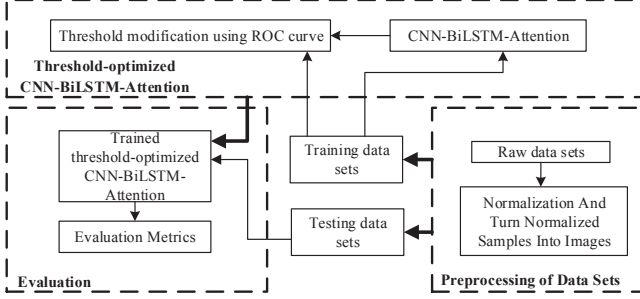 Threshold modification using ROC curve
CNN-BiLSTM-Attention
Threshold-optimized
CNN-BiLSTM-Attention
Trained
threshold-optimized
CNN-BiLSTM-
Attention
Evaluation Metrics
Evaluation
Training data
sets
Testing data
sets
Raw data sets
Normalization And
Turn Normalized
Samples Into Images
Preprocessing of Data Sets